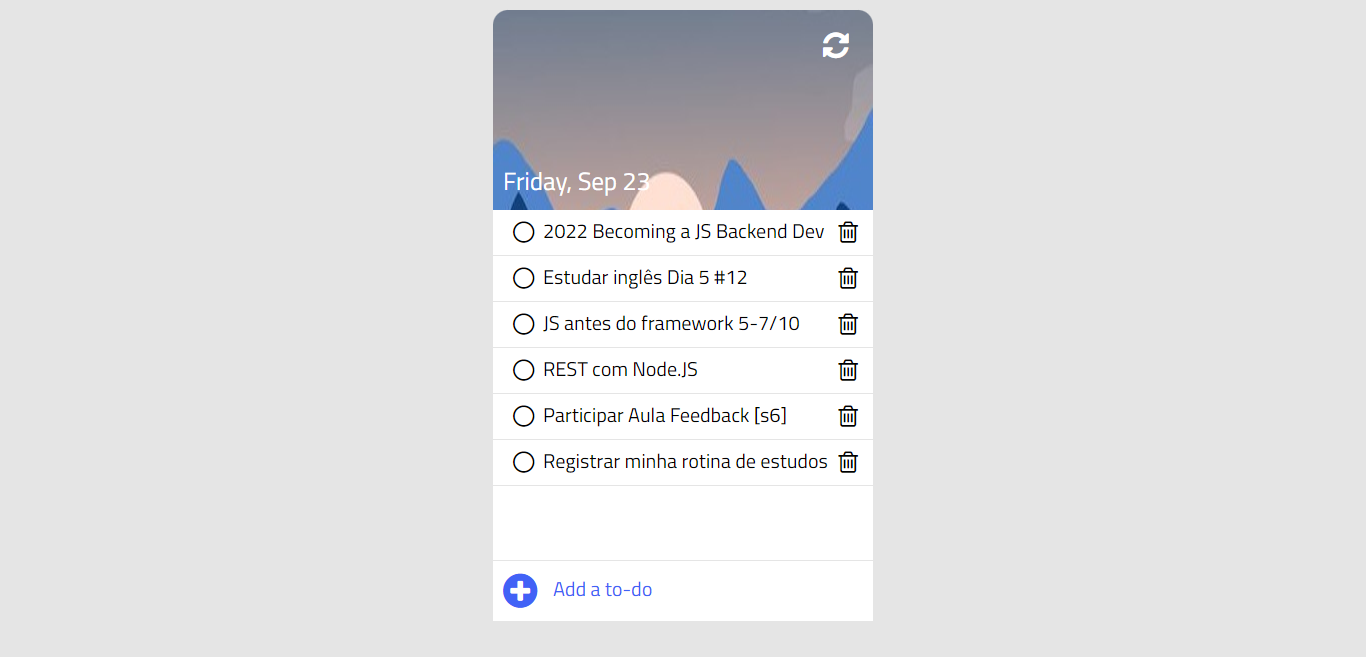 Friday, Sep 23
2022 Becoming a JS Backend Dev
Estudar inglês Dia 5 #12
JS antes do framework 5-7/10
REST com Node.JS
Participar Aula Feedback [s6]
Registrar minha rotina de estudos
Add a to-do